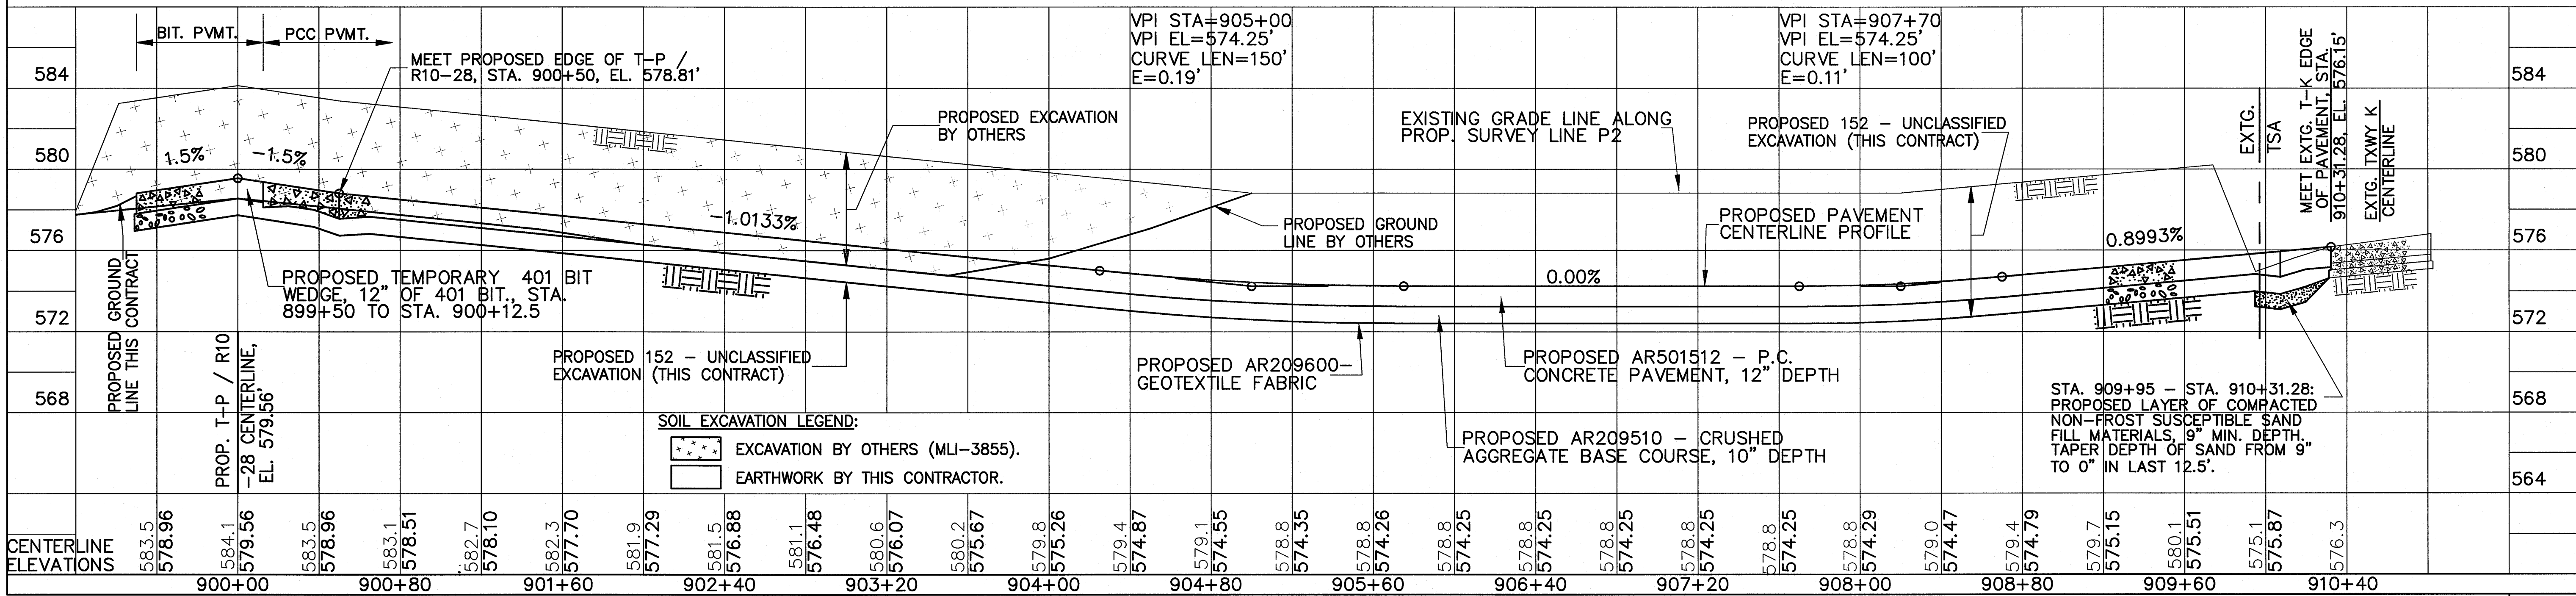 BIT. PVMT.
PCC PVMT.
MEET PROPOSED EDGE OF T-P /
R10-28, STA. 900+50, EL. 578.81'
VPI STA=905+00
VPI EL=574.25'
CURVE LEN=150'
E=0.19'
VPI STA=907+70
VPI EL=574.25'
CURVE LEN=100'
E=0.11'
584
580
576
572
568
584
580
576
572
568
564
1.5%
-1.5%
-1.0133%
0.00%
0.8993%
PROPOSED EXCAVATION
BY OTHERS
EXISTING GRADE LINE ALONG
PROP. SURVEY LINE P2
PROPOSED 152 - UNCLASSIFIED
EXCAVATION (THIS CONTRACT)
EXTG.
TSA
MEET EXTG. T-K EDGE
OF PAVEMENT, STA.
910+31.28, EL. 576.15'
EXTG. TXWY K
CENTERLINE
PROPOSED GROUND
LINE BY OTHERS
PROPOSED PAVEMENT
CENTERLINE PROFILE
PROPOSED GROUND
LINE THIS CONTRACT
PROPOSED TEMPORARY 401 BIT
WEDGE, 12" OF 401 BIT., STA.
899+50 TO STA. 900+12.5
PROP. T-P / R10
-28 CENTERLINE,
EL. 579.56'
PROPOSED 152 - UNCLASSIFIED
EXCAVATION (THIS CONTRACT)
PROPOSED AR209600-
GEOTEXTILE FABRIC
PROPOSED AR501512 - P.C.
CONCRETE PAVEMENT, 12" DEPTH
PROPOSED AR209510 - CRUSHED
AGGREGATE BASE COURSE, 10" DEPTH
STA. 909+95 - STA. 910+31.28:
PROPOSED LAYER OF COMPACTED
NON-FROST SUSCEPTIBLE SAND
FILL MATERIALS, 9" MIN. DEPTH.
TAPER DEPTH OF SAND FROM 9"
TO 0" IN LAST 12.5'.
SOIL EXCAVATION LEGEND:
EXCAVATION BY OTHERS (MLI-3855).
EARTHWORK BY THIS CONTRACTOR.
CENTERLINE
ELEVATIONS
583.5
578.96
584.1
579.56
583.5
578.96
583.1
578.51
582.7
578.10
582.3
577.70
581.9
577.29
581.5
576.88
581.1
576.48
580.6
576.07
580.2
575.67
579.8
575.26
579.4
574.87
579.1
574.55
578.8
574.35
578.8
574.26
578.8
574.25
578.8
574.25
578.8
574.25
578.8
574.25
578.8
574.25
578.8
574.29
579.0
574.47
579.4
574.79
579.7
575.15
580.1
575.51
575.1
575.87
576.3
900+00
900+80
901+60
902+40
903+20
904+00
904+80
905+60
906+40
907+20
908+00
908+80
909+60
910+40